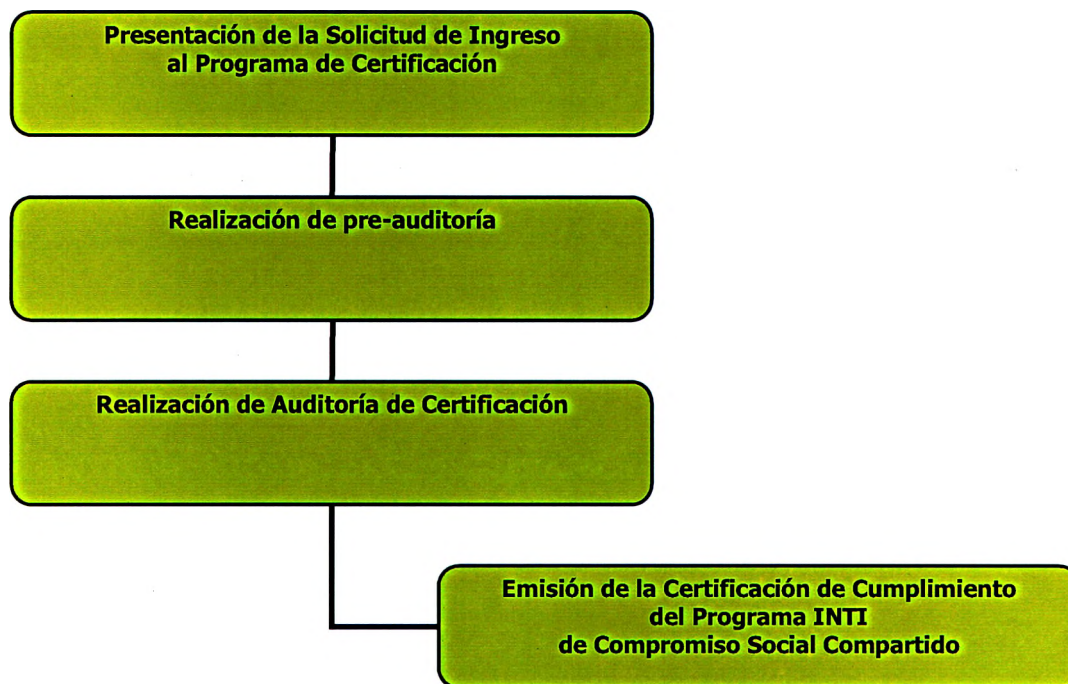 Presentación de la Solicitud de Ingreso
al Programa de Certificación
Realización de pre-auditoría
Realización de Auditoría de Certificación
Emisión de la Certificación de Cumplimiento
del Programa INTI
de Compromiso Social Compartido